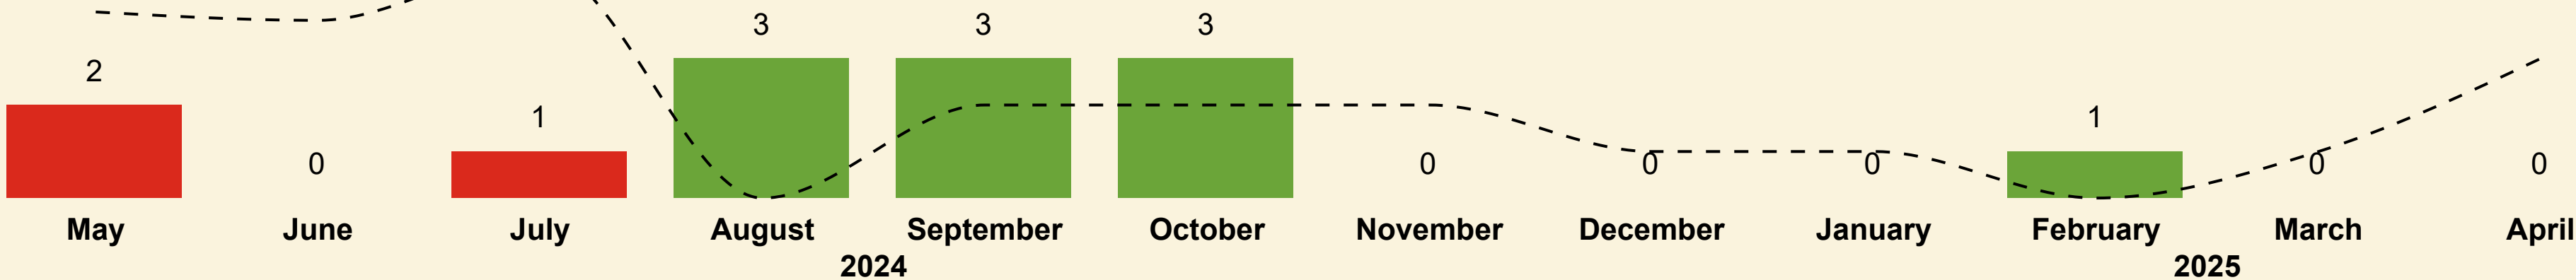 3 3 3
2
1 1
0 0 0 0 0 0
May June July August September October November December January February March April
2024 2025